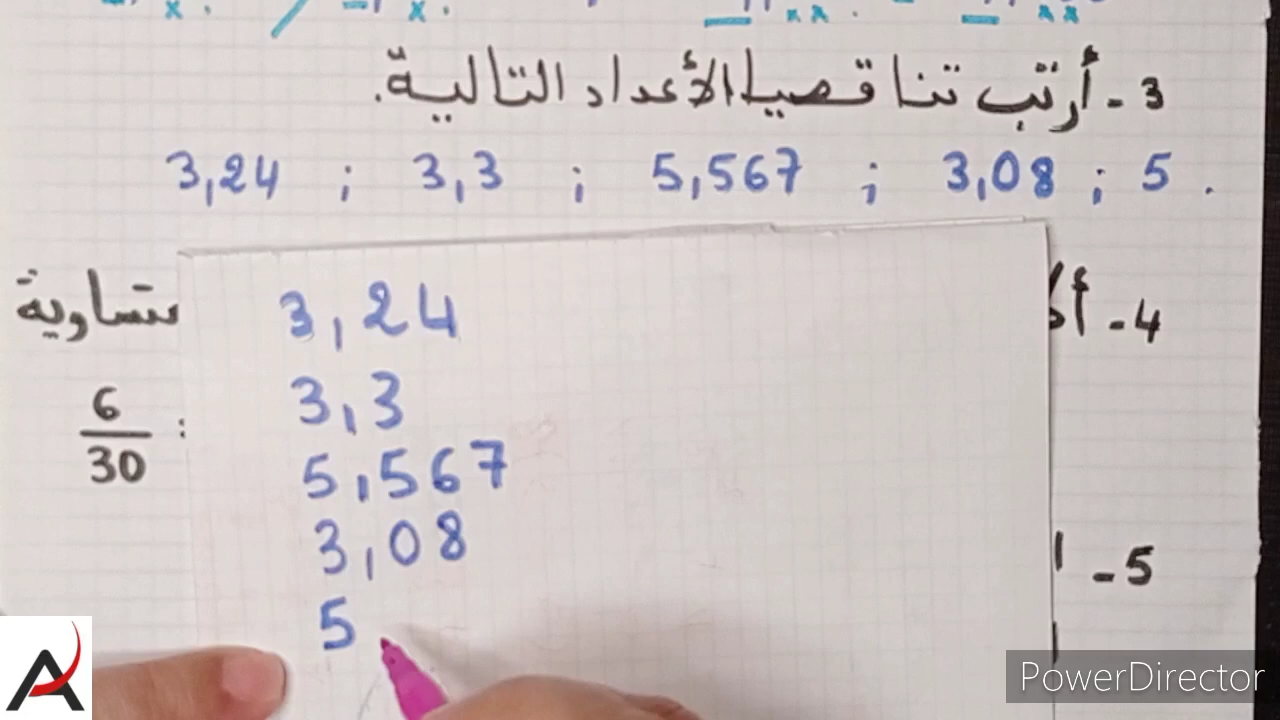 3 - أرتب تناقصيا الأعداد التالية.
3,24 ; 3,3 ; 5,567 ; 3,08 ; 5 .
4 -
متساوية
6/30 :
3,24
3,3
5,567
3,08
5
5 -
PowerDirector